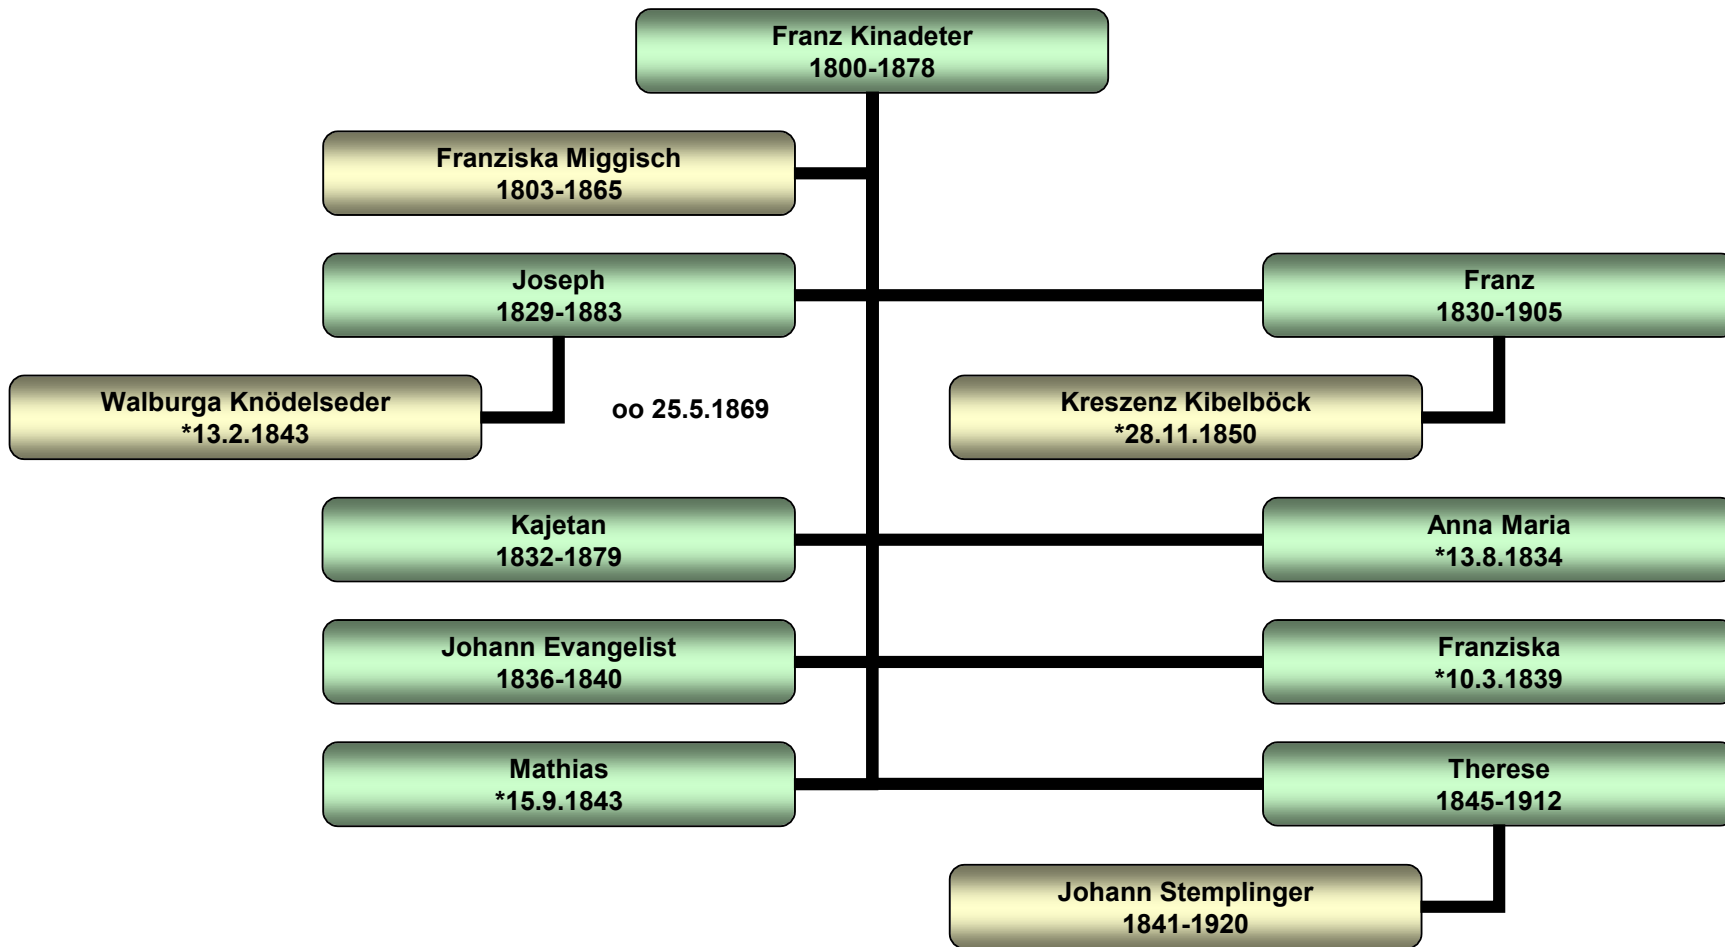 Franz Kinadeter
1800-1878
Franziska Miggisch
1803-1865
Joseph
1829-1883
Franz
1830-1905
Walburga Knödelseder
*13.2.1843
oo 25.5.1869
Kreszenz Kibelböck
*28.11.1850
Kajetan
1832-1879
Anna Maria
*13.8.1834
Johann Evangelist
1836-1840
Franziska
*10.3.1839
Mathias
*15.9.1843
Therese
1845-1912
Johann Stemplinger
1841-1920